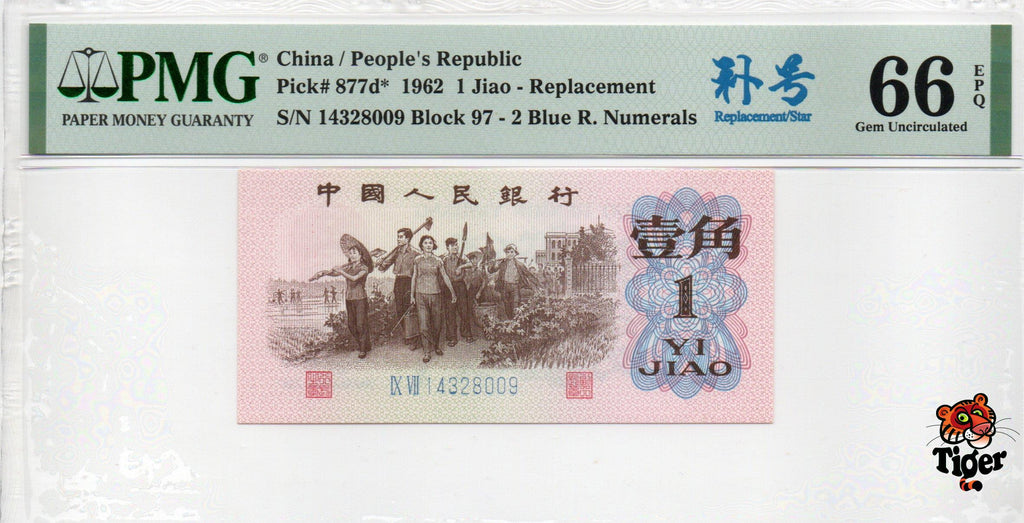 PMG®
PAPER MONEY GUARANTY
China / People's Republic
Pick# 877d* 1962 1 Jiao - Replacement
S/N 14328009 Block 97 - 2 Blue R. Numerals
补号
Replacement/Star
66
EPQ
Gem Uncirculated
中國人民銀行
壹角
1
YI
JIAO
IX VII 14328009
Tiger